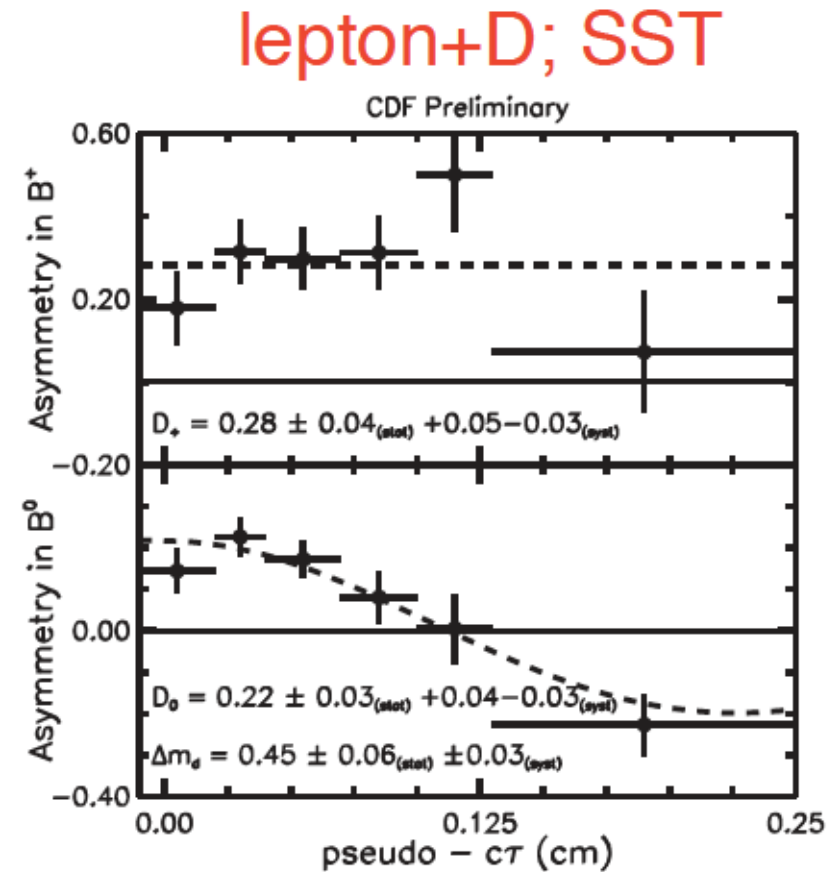 lepton+D; SST
CDF Preliminary
0.60
0.20
−0.20
0.00
−0.40
Asymmetry in B⁺
D₊ = 0.28 ± 0.04(stat) +0.05−0.03(syst)
Asymmetry in B⁰
D₀ = 0.22 ± 0.03(stat) +0.04−0.03(syst)
Δm_d = 0.45 ± 0.06(stat) ±0.03(syst)
0.00 0.125 0.25
pseudo − cτ (cm)